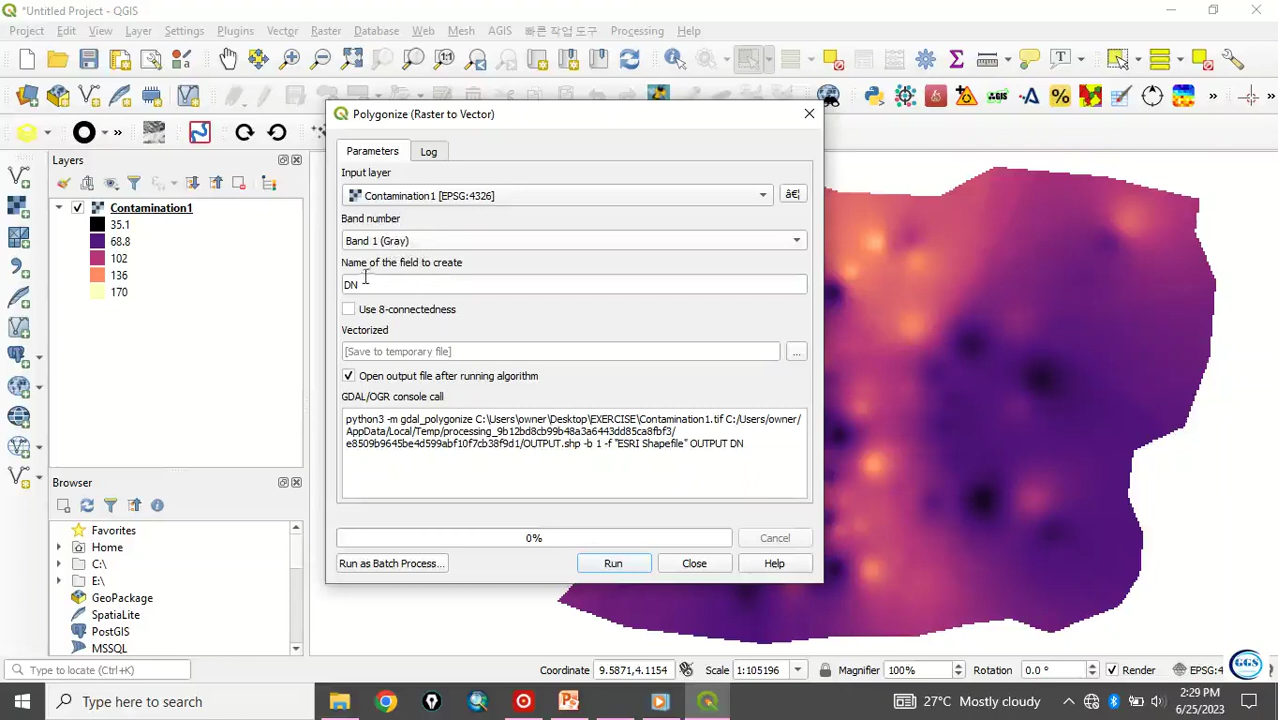 *Untitled Project — QGIS
Project Edit View Layer Settings Plugins Vector Raster Database Web Mesh AGIS 빠른 작업 도구 Processing Help
Layers
Contamination1
35.1
68.8
102
136
170
Browser
Favorites
Home
C:\
E:\
GeoPackage
SpatiaLite
PostGIS
MSSQL
Polygonize (Raster to Vector)
Parameters Log
Input layer
Contamination1 [EPSG:4326]
…
Band number
Band 1 (Gray)
Name of the field to create
DN
Use 8-connectedness
Vectorized
[Save to temporary file]
...
Open output file after running algorithm
GDAL/OGR console call
python3 -m gdal_polygonize C:\Users\owner\Desktop\EXERCISE\Contamination1.tif C:/Users/owner/
AppData/Local/Temp/processing_9b12bd8cb99b48a3a6443dd85ca8fbf3/
e8509b9645be4d599abf10f7cb38f9d1/OUTPUT.shp -b 1 -f "ESRI Shapefile" OUTPUT DN
0%
Cancel
Run as Batch Process...
Run
Close
Help
Type to locate (Ctrl+K)
Coordinate 9.5871,4.1154 Scale 1:105196 Magnifier 100% Rotation 0.0 ° Render EPSG:4
GGS
Type here to search
27°C Mostly cloudy
2:29 PM
6/25/2023